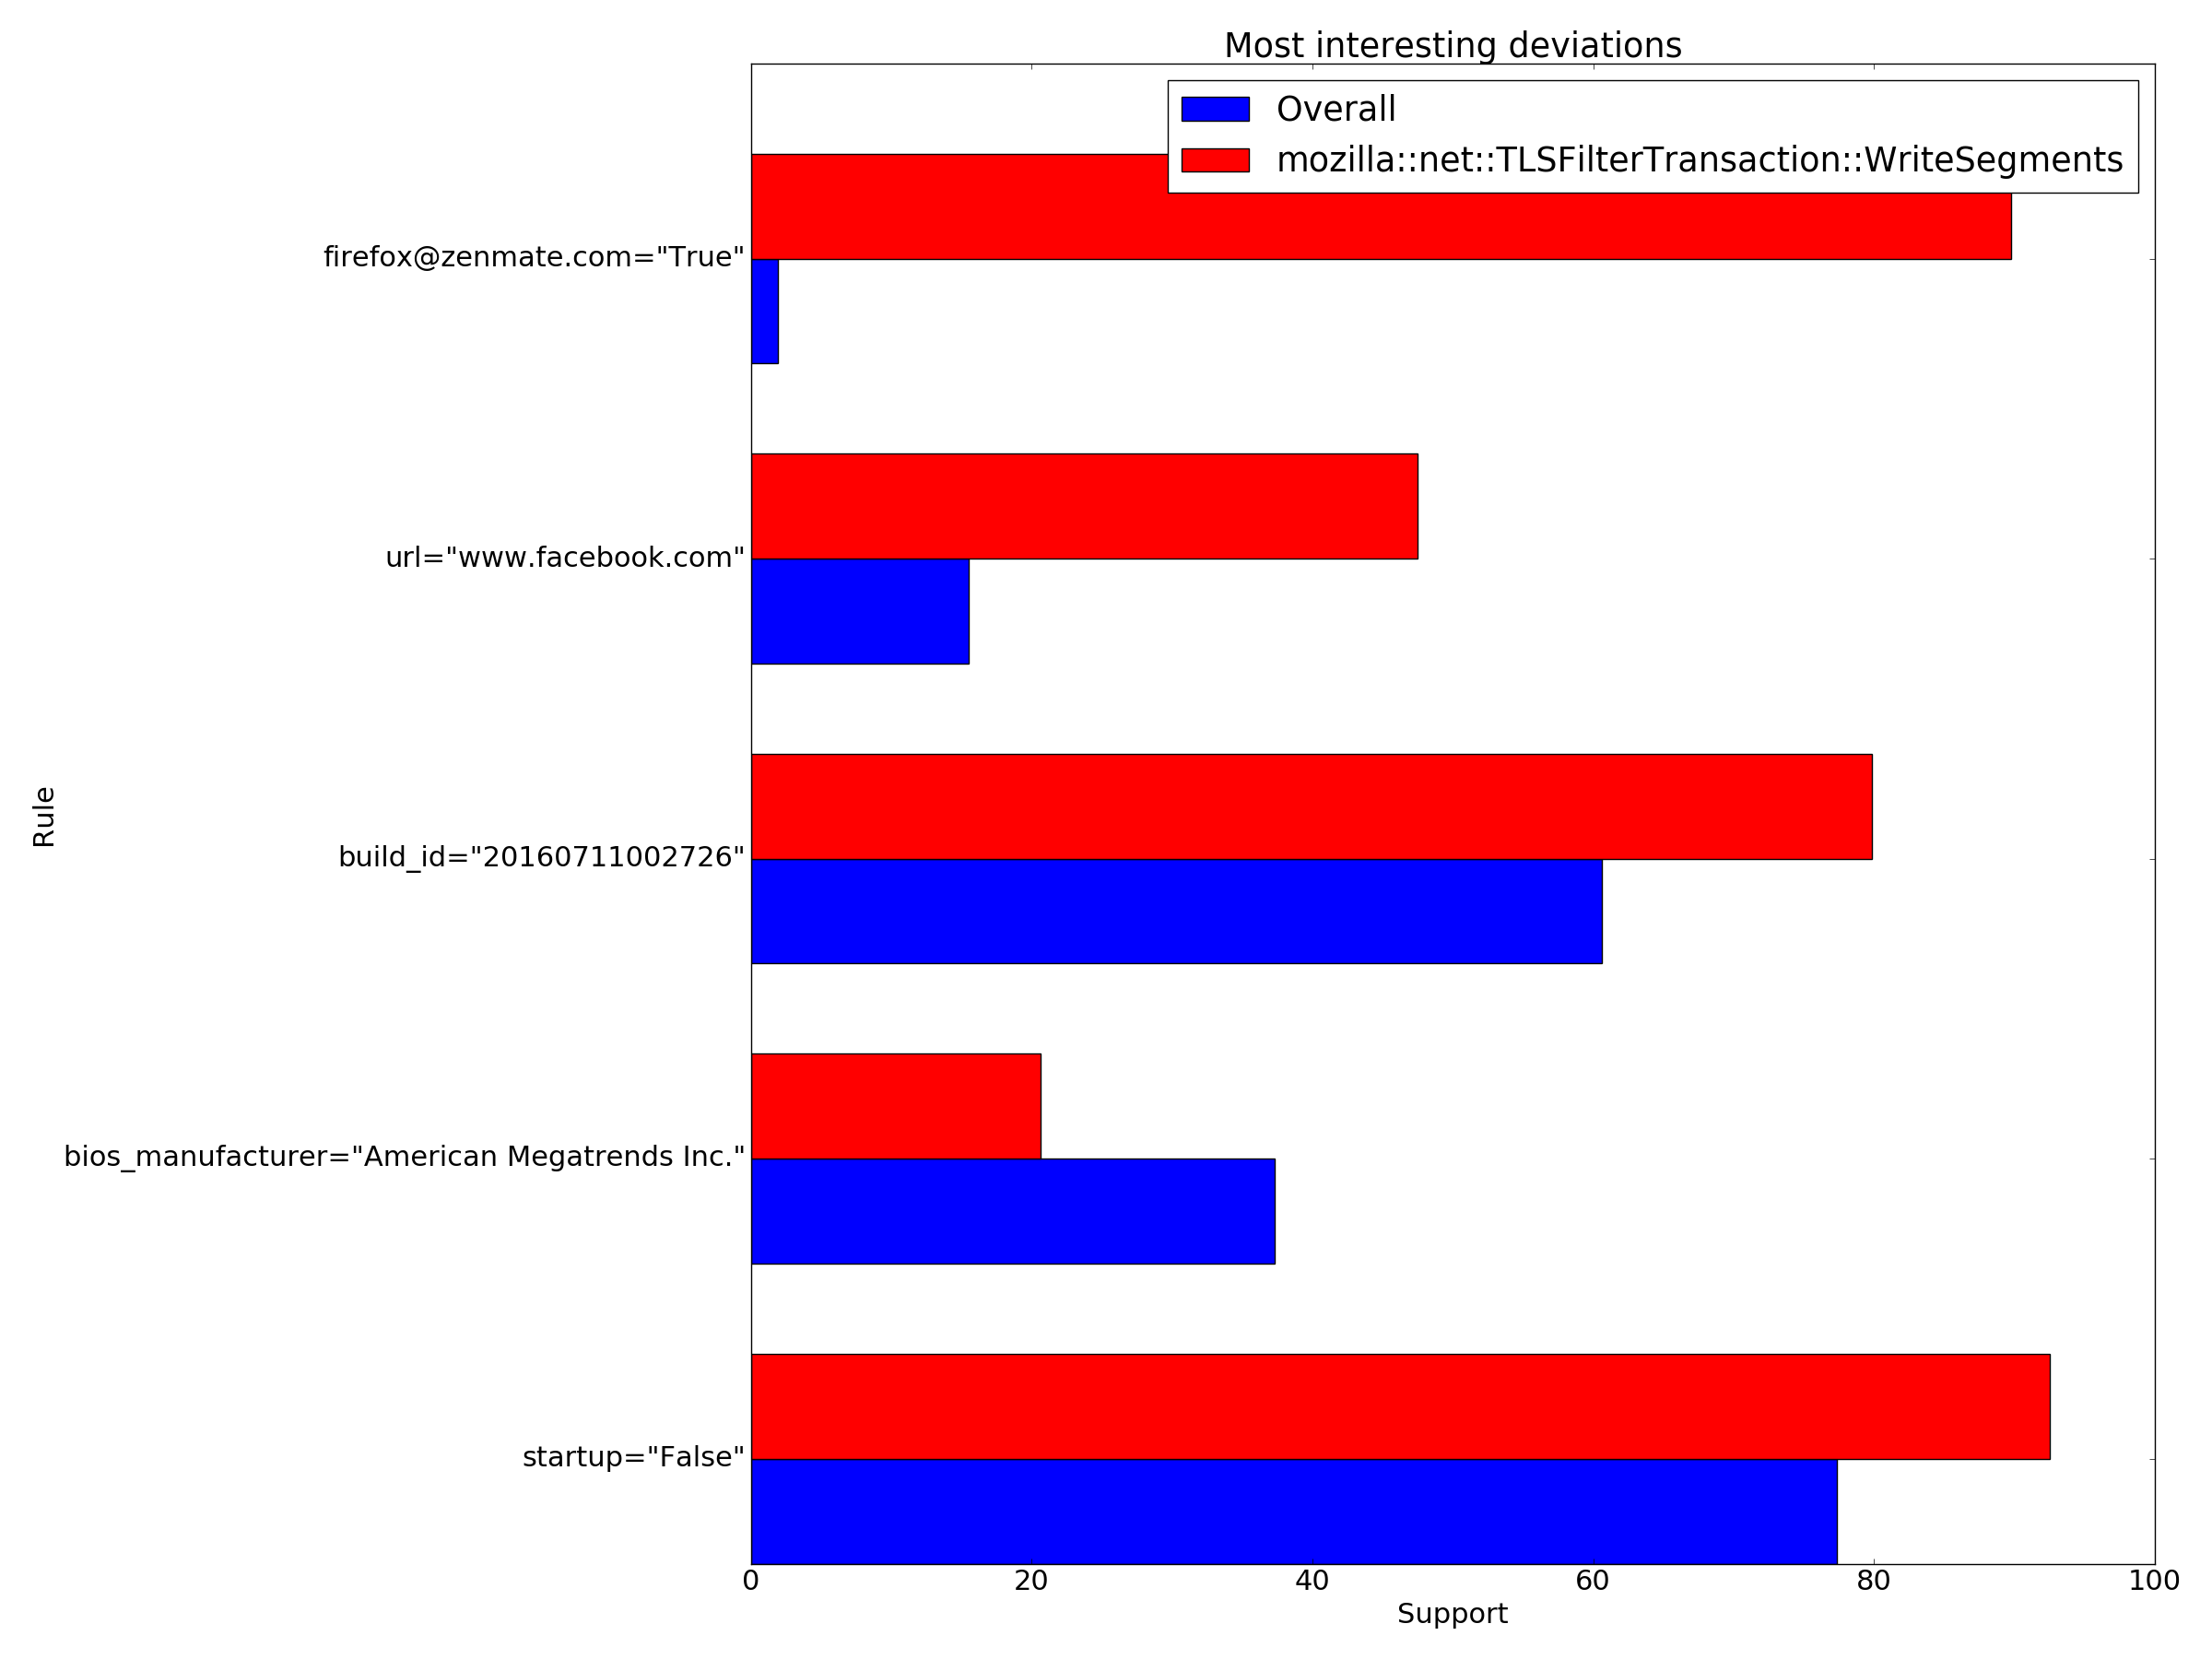 Most interesting deviations
Overall
mozilla::net::TLSFilterTransaction::WriteSegments
firefox@zenmate.com="True"
url="www.facebook.com"
build_id="20160711002726"
bios_manufacturer="American Megatrends Inc."
startup="False"
Rule
0 20 40 60 80 100
Support